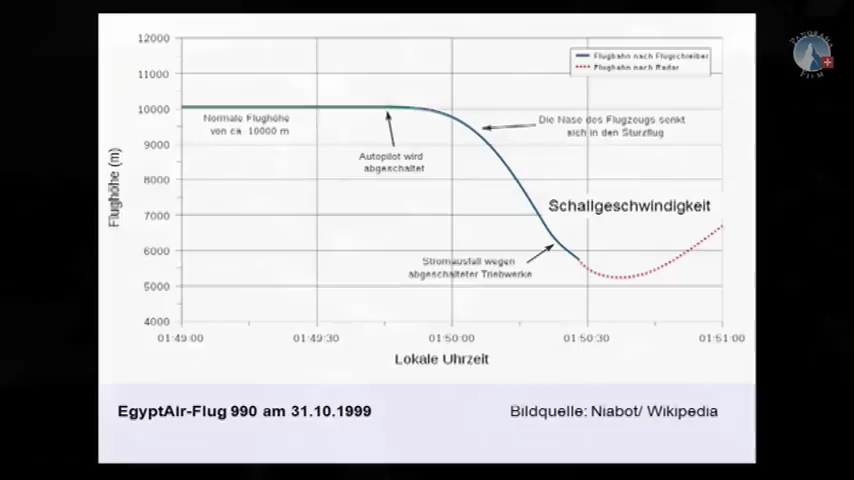 PANORAMA
FILM
12000
11000
10000
9000
8000
7000
6000
5000
4000
Flughöhe (m)
Flugbahn nach Flugschreiber
Flugbahn nach Radar
Normale Flughöhe
von ca. 10000 m
Autopilot wird
abgeschaltet
Die Nase des Flugzeugs senkt
sich in den Sturzflug
Schallgeschwindigkeit
Stromausfall wegen
abgeschalteter Triebwerke
01:49:00
01:49:30
01:50:00
01:50:30
01:51:00
Lokale Uhrzeit
EgyptAir-Flug 990 am 31.10.1999
Bildquelle: Niabot/ Wikipedia